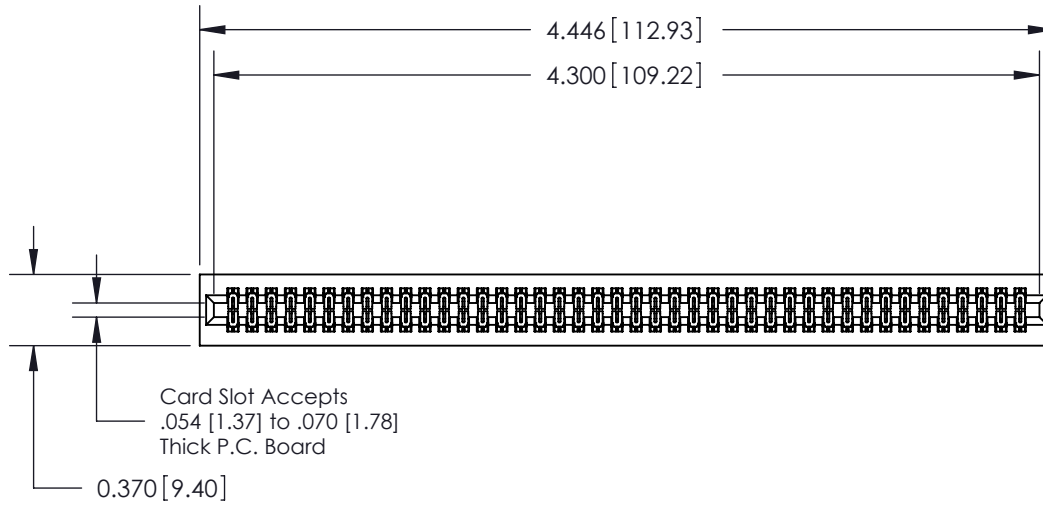 4.446 [112.93]
4.300 [109.22]
Card Slot Accepts
.054 [1.37] to .070 [1.78]
Thick P.C. Board
0.370 [9.40]